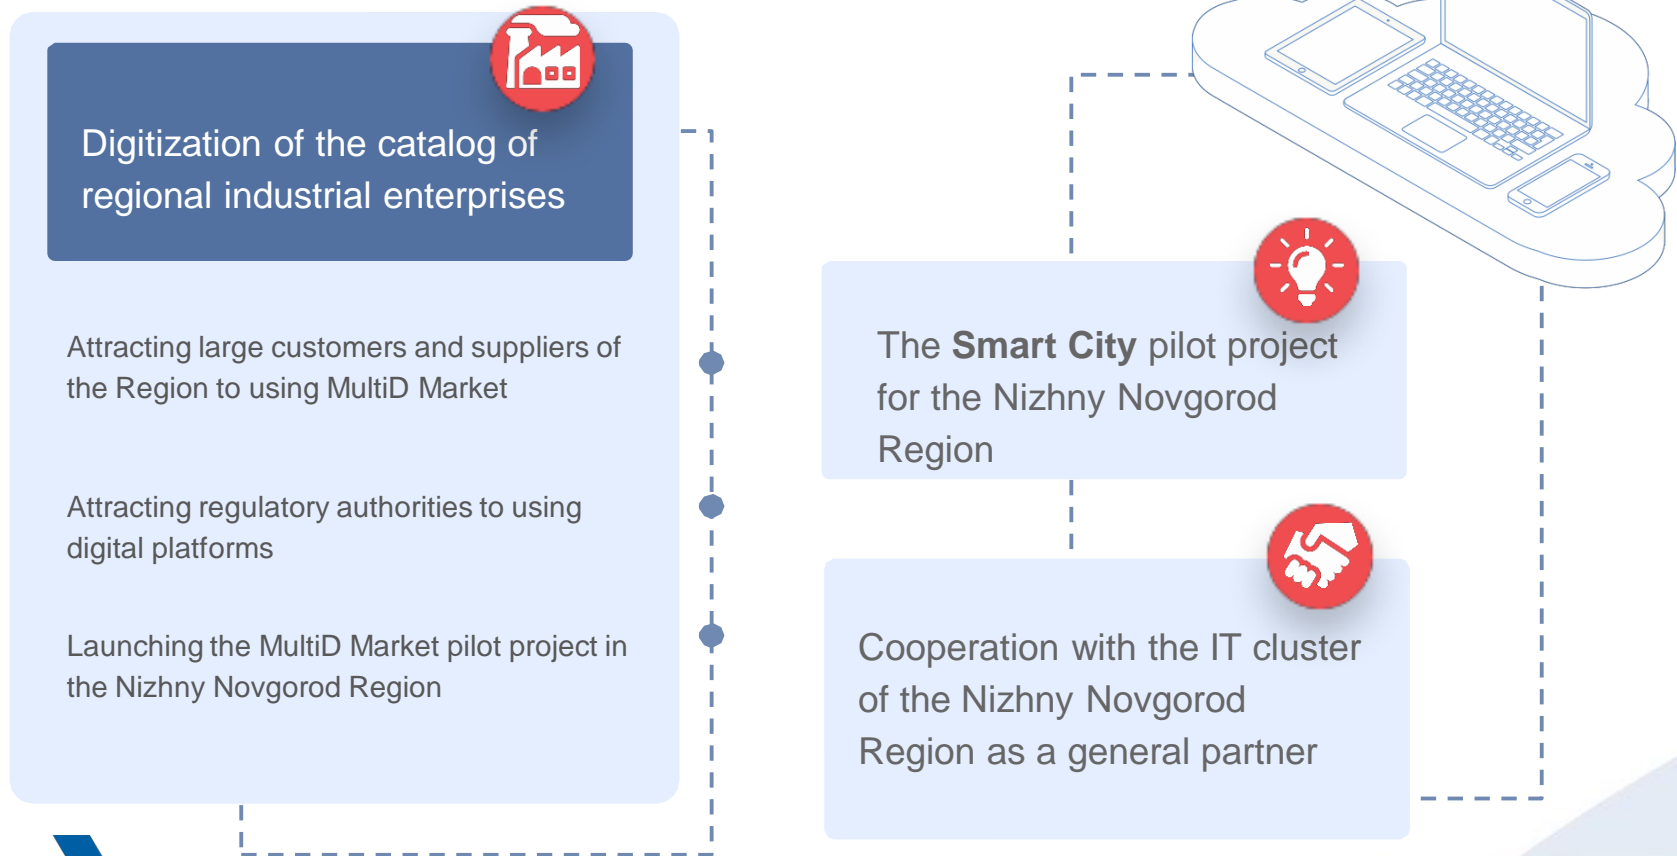 Digitization of the catalog of
regional industrial enterprises
Attracting large customers and suppliers of
the Region to using MultiD Market
Attracting regulatory authorities to using
digital platforms
Launching the MultiD Market pilot project in
the Nizhny Novgorod Region
The Smart City pilot project
for the Nizhny Novgorod
Region
Cooperation with the IT cluster
of the Nizhny Novgorod
Region as a general partner